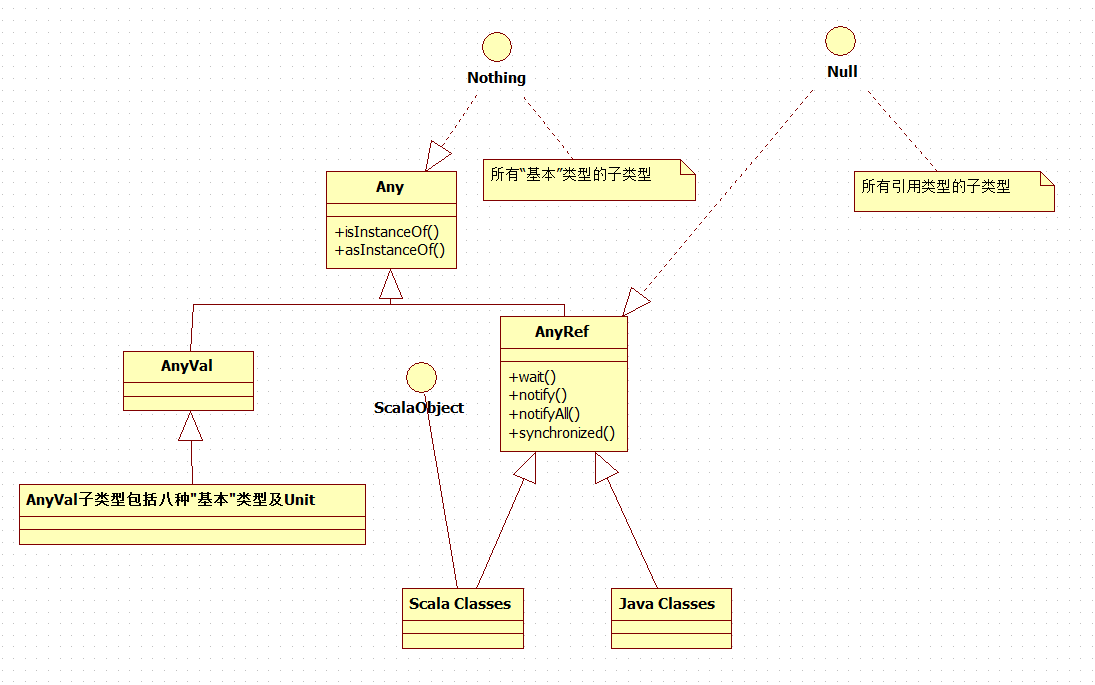 Nothing
Null
所有“基本”类型的子类型
所有引用类型的子类型
Any
+isInstanceOf()
+asInstanceOf()
AnyRef
+wait()
+notify()
+notifyAll()
+synchronized()
AnyVal
ScalaObject
AnyVal子类型包括八种"基本"类型及Unit
Scala Classes
Java Classes